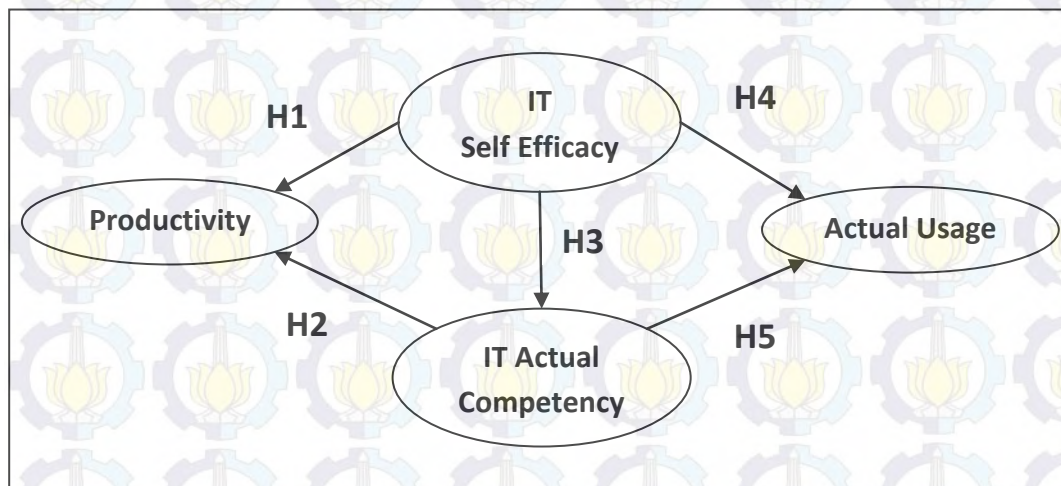 IT
Self Efficacy
H1
H4
Productivity
Actual Usage
H3
H2
H5
IT Actual
Competency